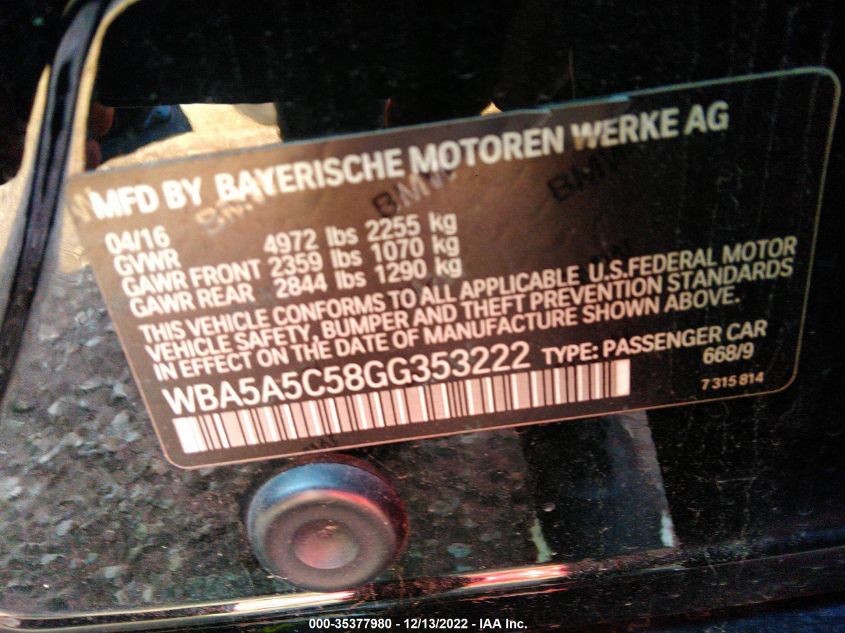 MFD BY BAYERISCHE MOTOREN WERKE AG
04/16
GVWR 4972 lbs 2255 kg
GAWR FRONT 2359 lbs 1070 kg
GAWR REAR 2844 lbs 1290 kg
THIS VEHICLE CONFORMS TO ALL APPLICABLE U.S.FEDERAL MOTOR
VEHICLE SAFETY, BUMPER AND THEFT PREVENTION STANDARDS
IN EFFECT ON THE DATE OF MANUFACTURE SHOWN ABOVE.
WBA5A5C58GG353222 TYPE: PASSENGER CAR
668/9
7 315 814
BMW BMW BMW
000-35377980 - 12/13/2022 - IAA Inc.